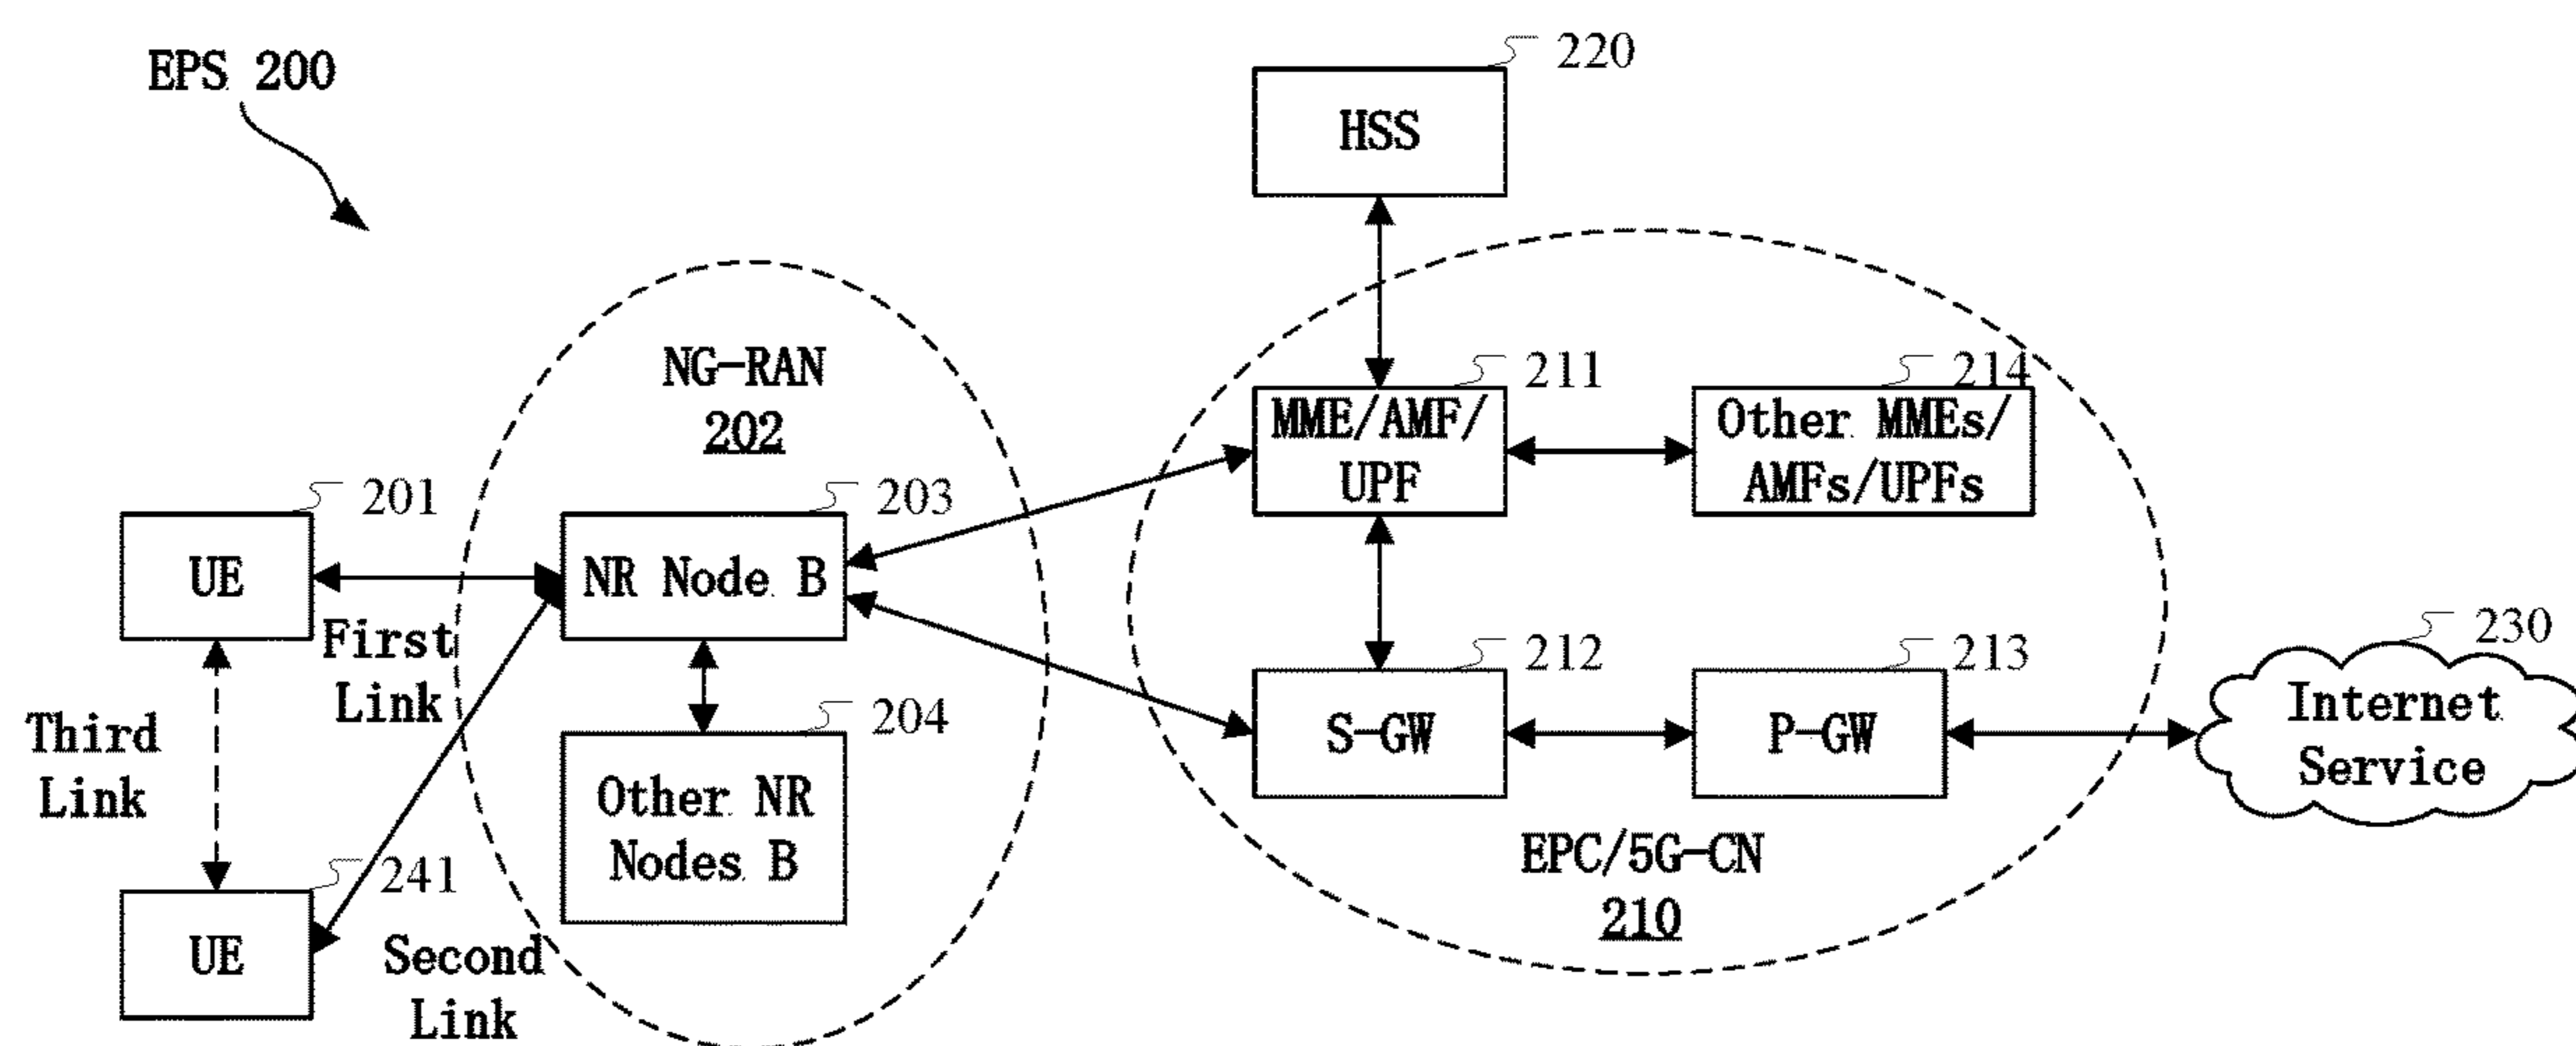 EPS 200
220
HSS
NG-RAN
202
211
MME/AMF/
UPF
214
Other MMEs/
AMFs/UPFs
201
UE
203
NR Node B
First
Link
Third
Link
204
Other NR
Nodes B
212
S-GW
213
P-GW
230
Internet
Service
EPC/5G-CN
210
241
UE
Second
Link